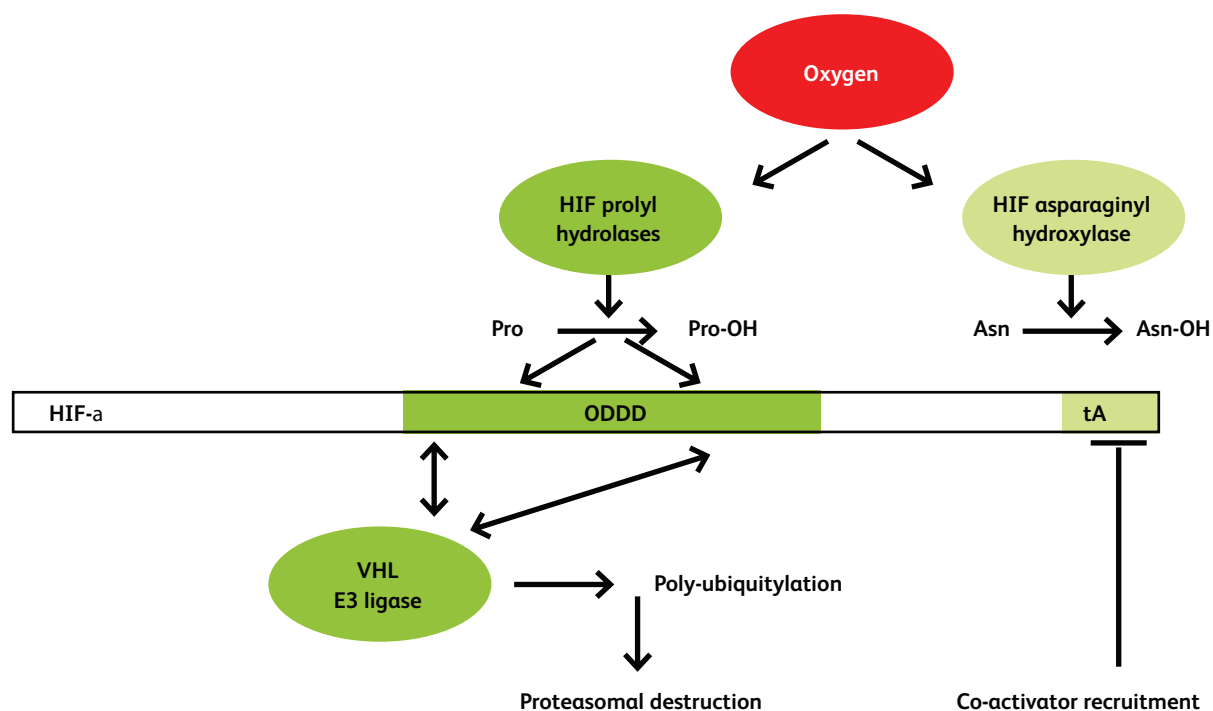 Oxygen
HIF prolyl
hydrolases
HIF asparaginyl
hydroxylase
Pro
Pro-OH
Asn
Asn-OH
HIF-a
ODDD
tA
VHL
E3 ligase
Poly-ubiquitylation
Proteasomal destruction
Co-activator recruitment